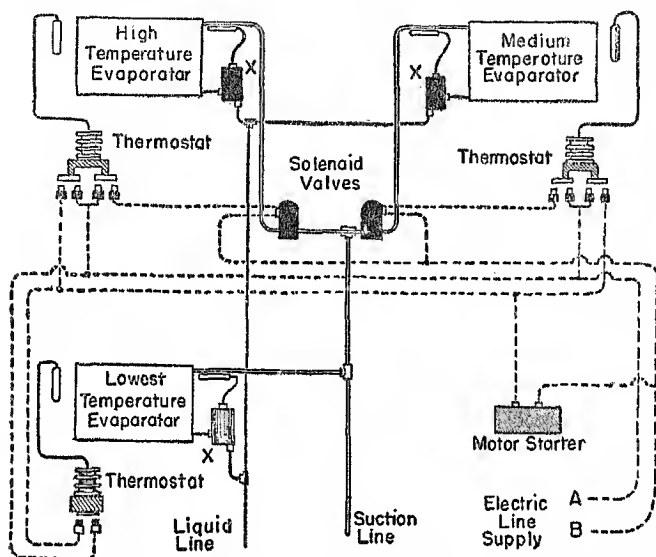 High
Temperature
Evaporator
X
X
Medium
Temperature
Evaporator
Thermostat
Solenoid
Valves
Thermostat
Lowest
Temperature
Evaporator
X
Thermostat
Motor Starter
Liquid
Line
Suction
Line
Electric
Line
Supply
A
B